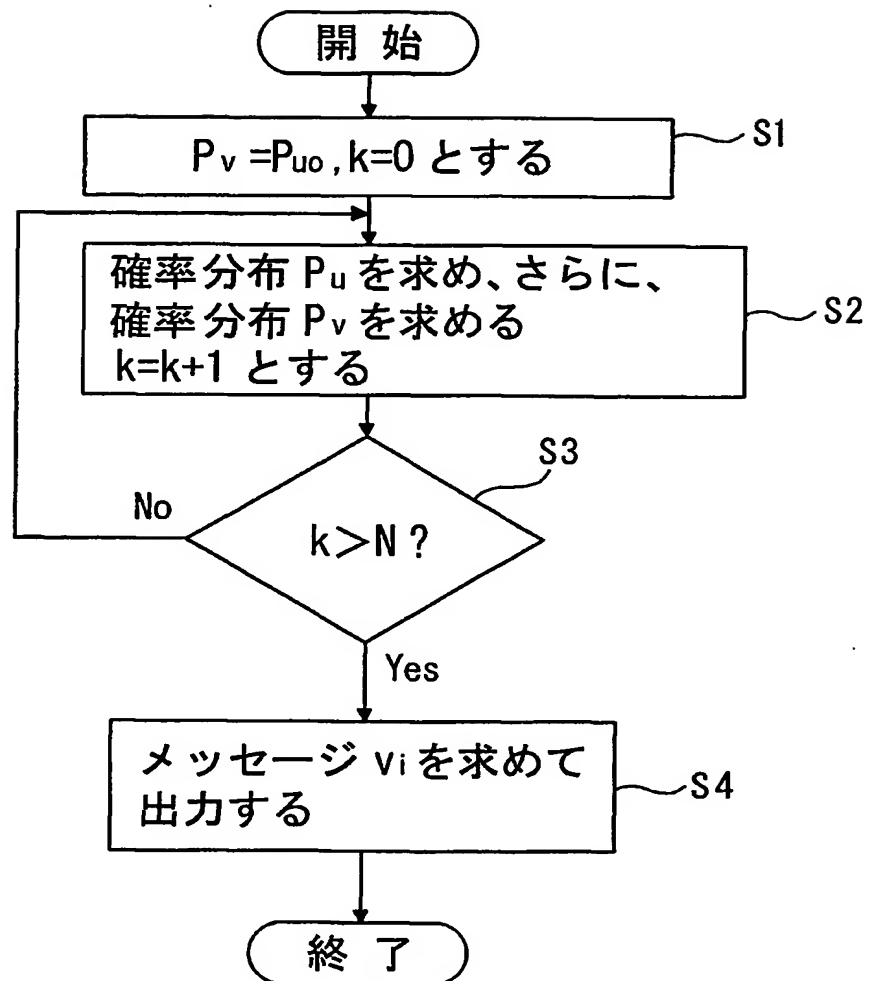 開始
Pv=Puo,k=0 とする
S1
確率分布 Pu を求め、さらに、
確率分布 Pv を求める
k=k+1 とする
S2
S3
k>N?
No
Yes
メッセージ vi を求めて
出力する
S4
終了